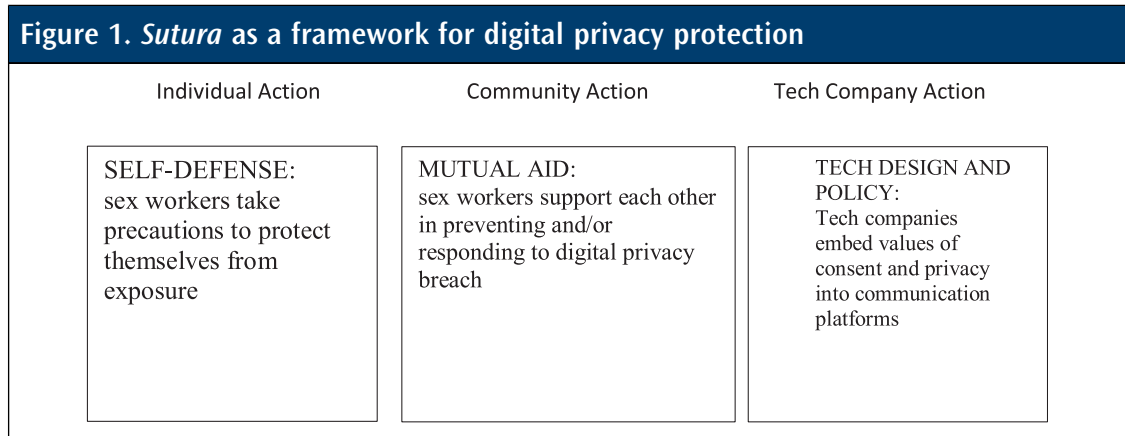 Figure 1. Sutura as a framework for digital privacy protection
Individual Action
Community Action
Tech Company Action
SELF-DEFENSE:
sex workers take
precautions to protect
themselves from
exposure
MUTUAL AID:
sex workers support each other
in preventing and/or
responding to digital privacy
breach
TECH DESIGN AND
POLICY:
Tech companies
embed values of
consent and privacy
into communication
platforms